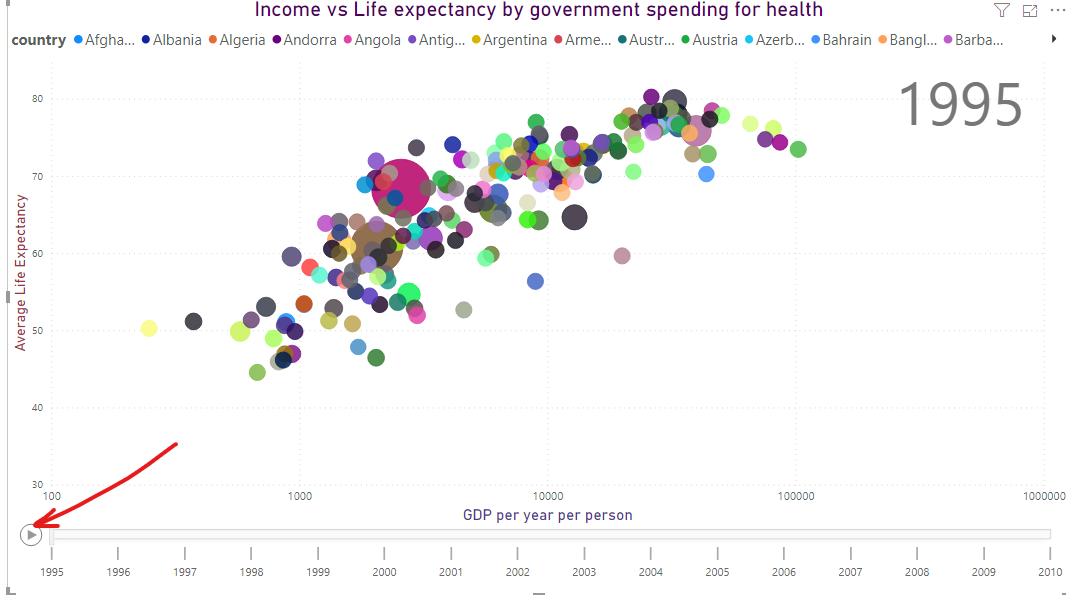 Income vs Life expectancy by government spending for health
country Afgha... Albania Algeria Andorra Angola Antig... Argentina Arme... Austr... Austria Azerb... Bahrain Bangl... Barba...
1995
80
70
60
50
40
30
Average Life Expectancy
100 1000 10000 100000 1000000
GDP per year per person
1995 1996 1997 1998 1999 2000 2001 2002 2003 2004 2005 2006 2007 2008 2009 2010